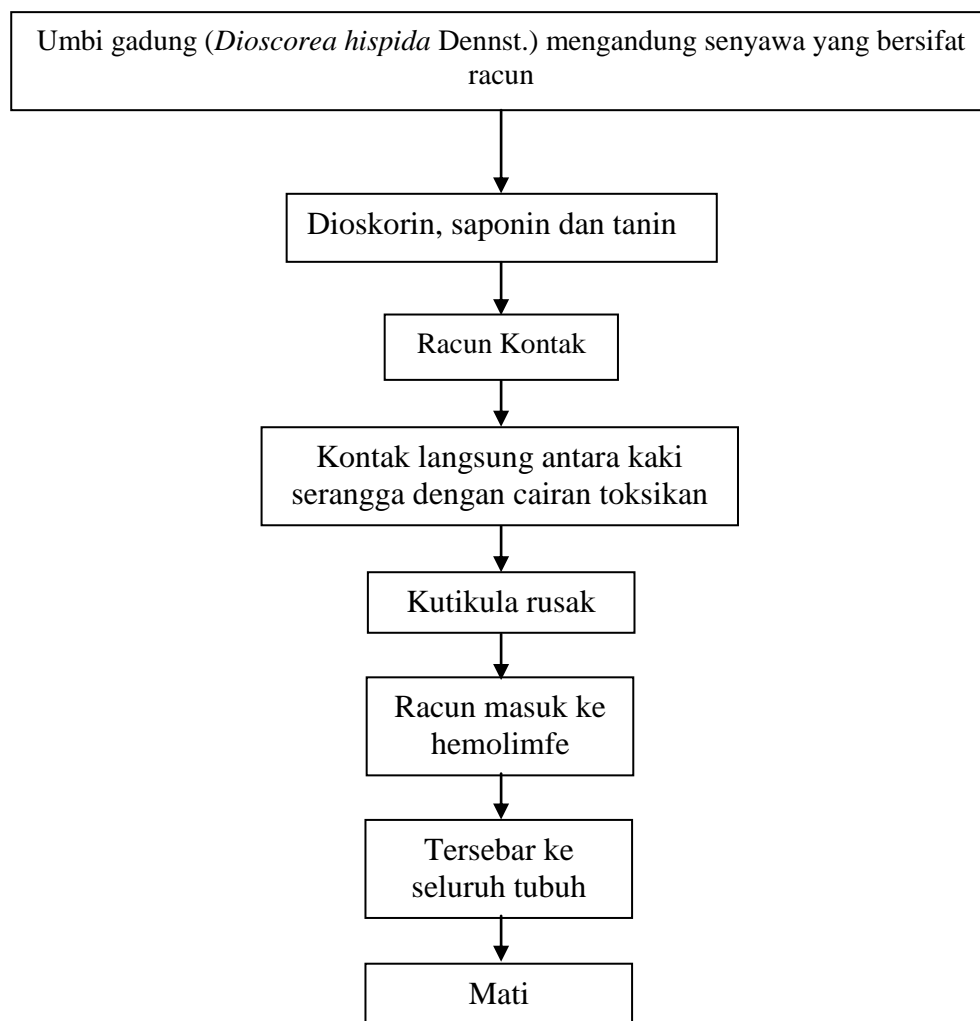 Umbi gadung (Dioscorea hispida Dennst.) mengandung senyawa yang bersifat
racun
Dioskorin, saponin dan tanin
Racun Kontak
Kontak langsung antara kaki
serangga dengan cairan toksikan
Kutikula rusak
Racun masuk ke
hemolimfe
Tersebar ke
seluruh tubuh
Mati